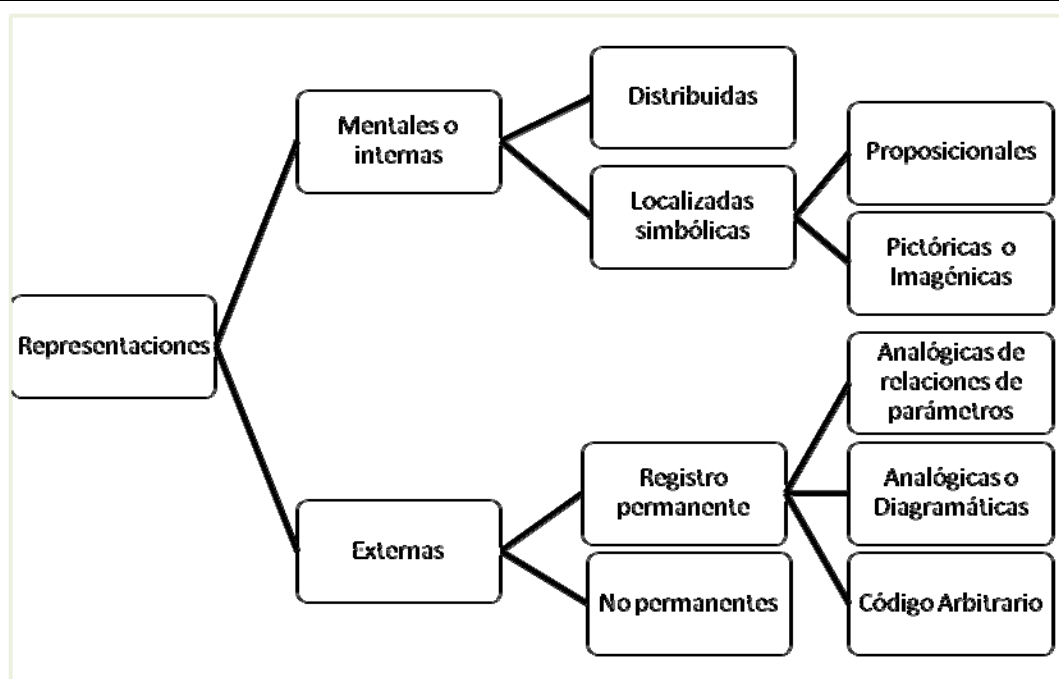 Representaciones
Mentales o
internas
Distribuidas
Localizadas
simbólicas
Proposicionales
Pictóricas o
Imagénicas
Externas
Registro
permanente
No permanentes
Analógicas de
relaciones de
parámetros
Analógicas o
Diagramáticas
Código Arbitrario